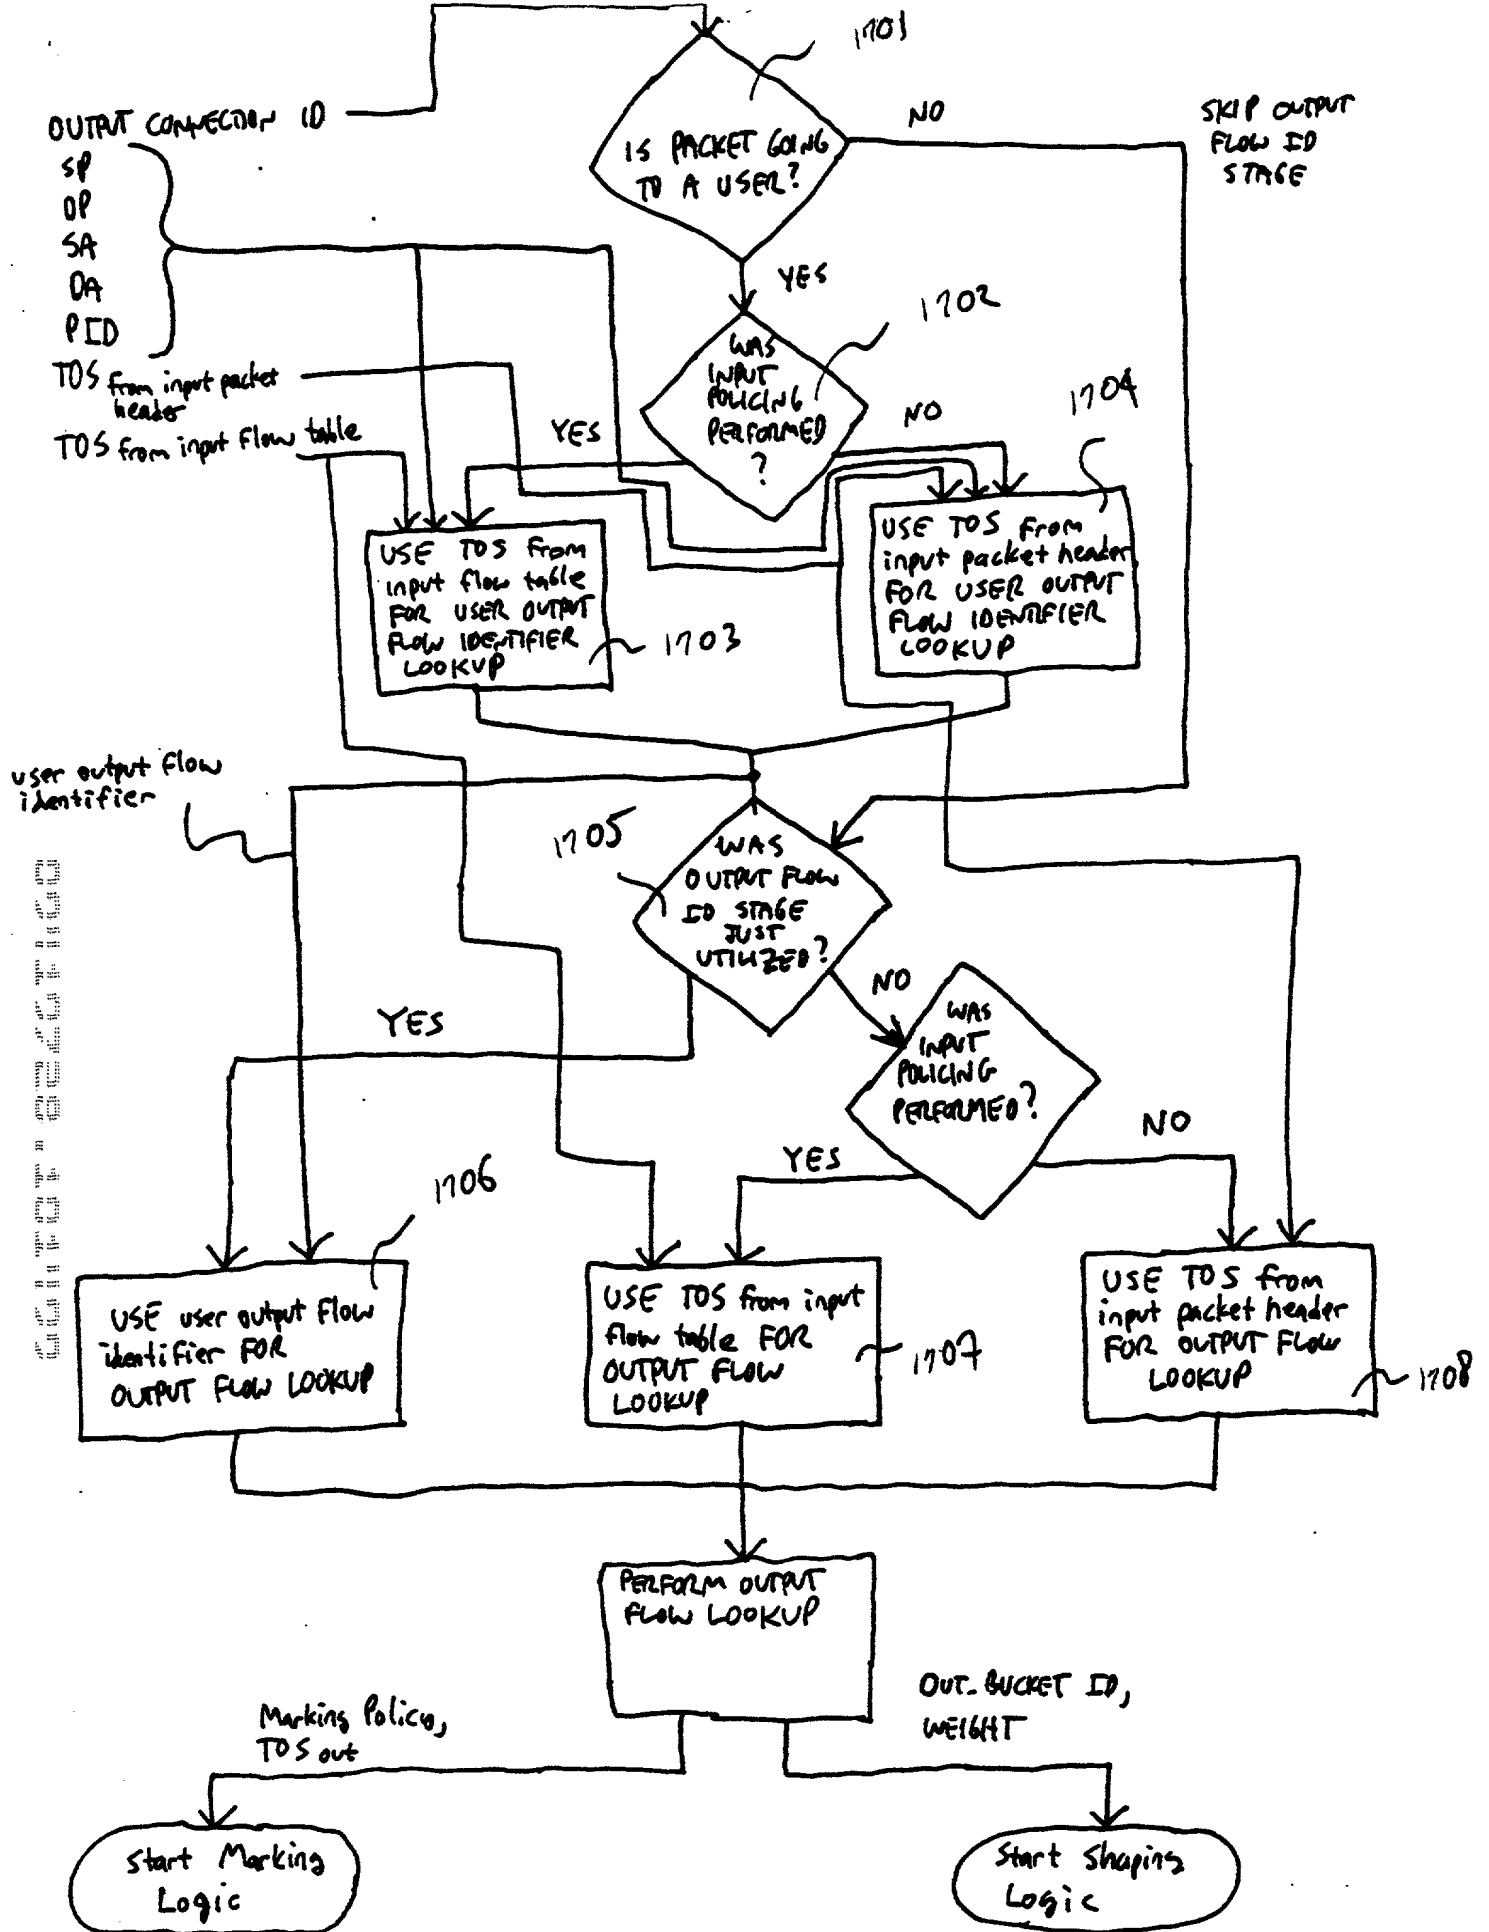 1701
OUTPUT CONNECTION ID
SP
DP
SA
DA
PID
TOS from input packet
header
TOS from input flow table
IS PACKET GOING
TO A USER?
NO
SKIP OUTPUT
FLOW ID
STAGE
YES
1702
WAS
INPUT
POLICING
PERFORMED
?
YES
NO
1704
USE TOS from
input flow table
FOR USER OUTPUT
FLOW IDENTIFIER
LOOKUP
1703
USE TOS from
input packet header
FOR USER OUTPUT
FLOW IDENTIFIER
LOOKUP
user output flow
identifier
1705
WAS
OUTPUT FLOW
ID STAGE
JUST
UTILIZED?
YES
NO
WAS
INPUT
POLICING
PERFORMED?
YES
NO
1706
USE user output flow
identifier FOR
OUTPUT FLOW LOOKUP
USE TOS from input
flow table FOR
OUTPUT FLOW
LOOKUP
1707
USE TOS from
input packet header
FOR OUTPUT FLOW
LOOKUP
1708
PERFORM OUTPUT
FLOW LOOKUP
Marking Policy,
TOS out
OUT_BUCKET ID,
WEIGHT
Start Marking
Logic
Start Shaping
Logic